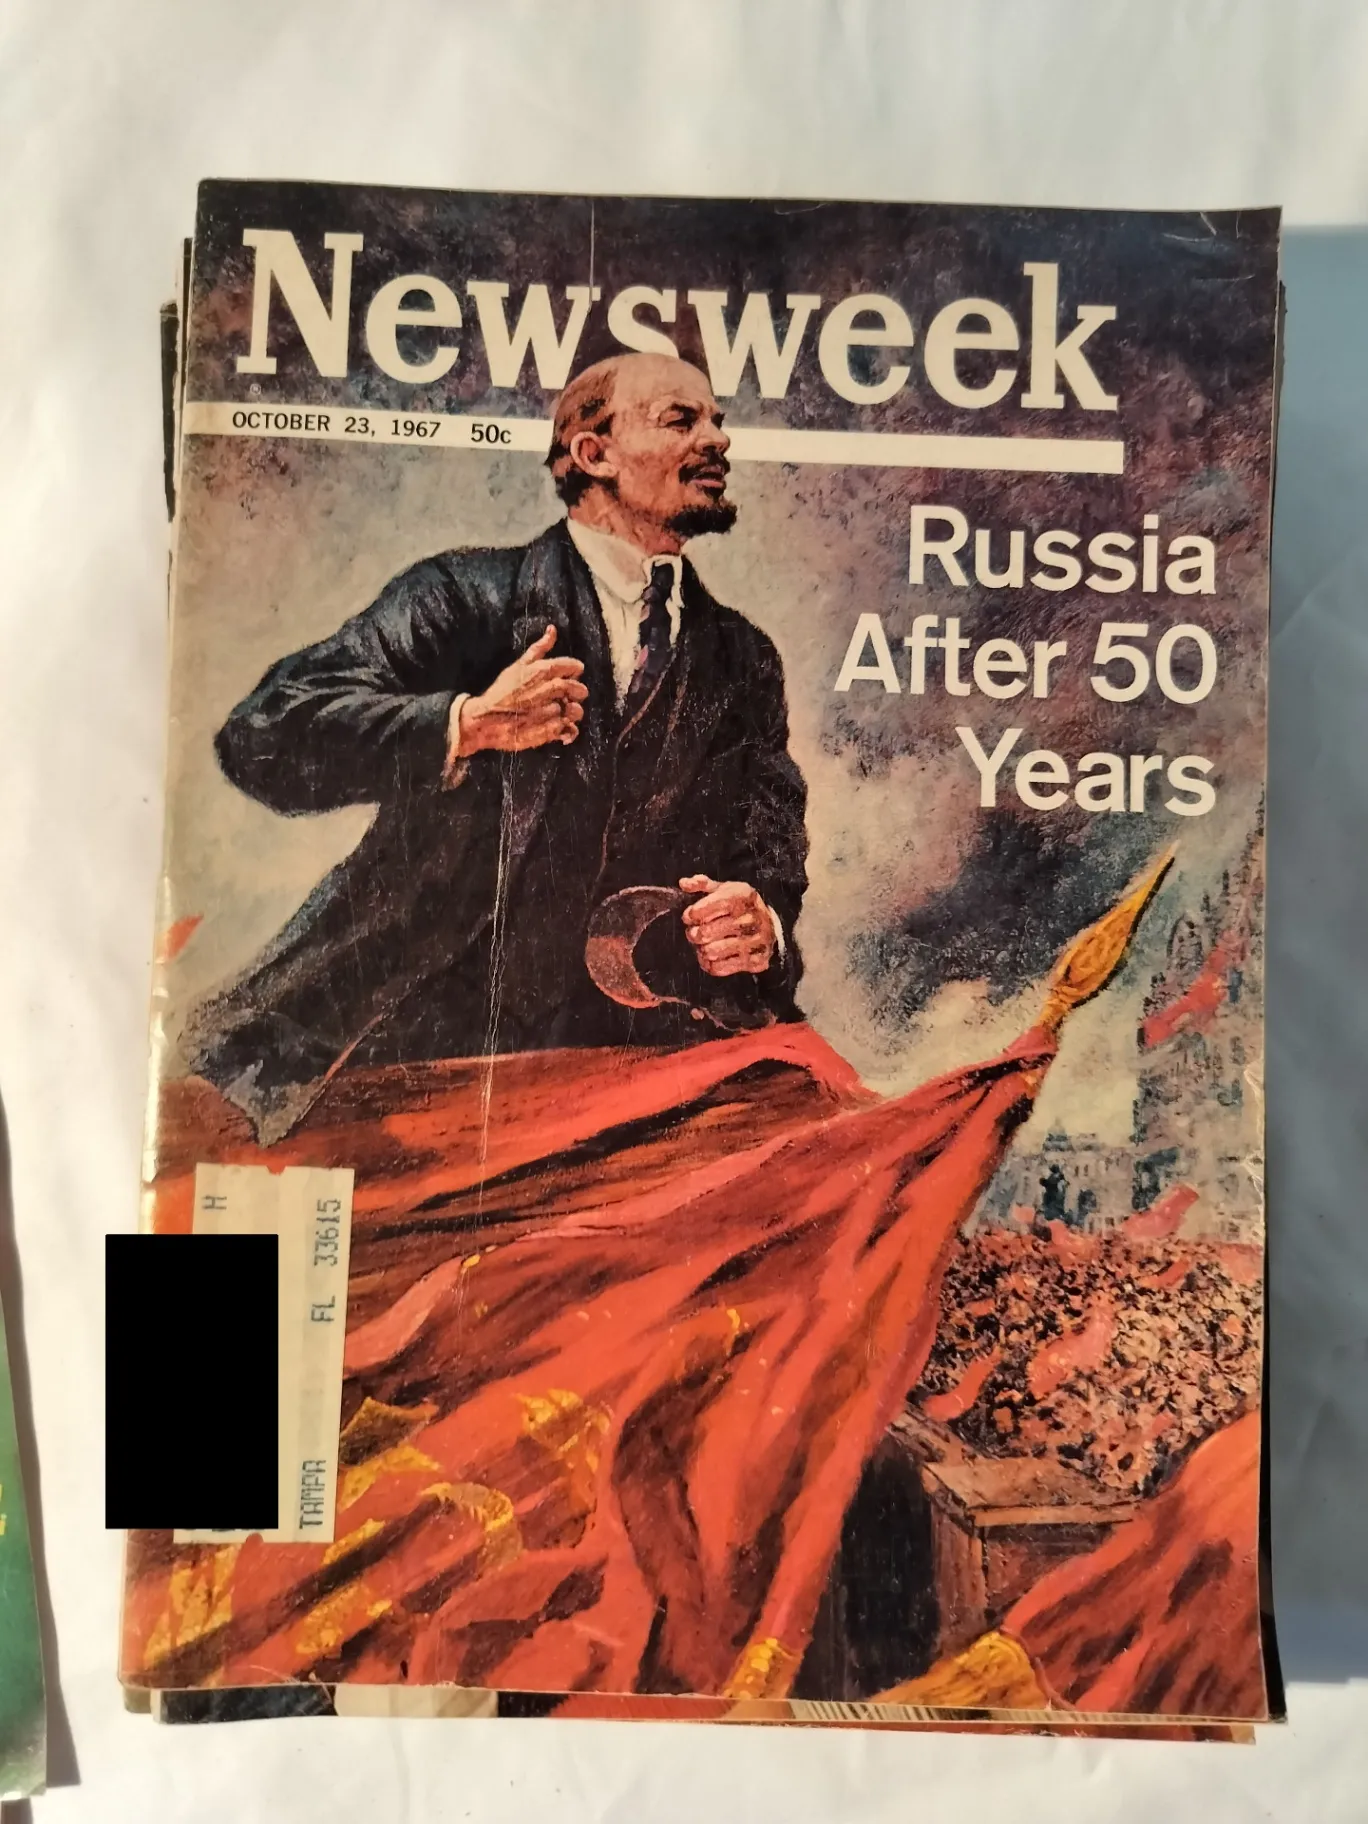 Newsweek
®
OCTOBER 23, 1967 50c
Russia
After 50
Years
H
TAMPA FL 33615